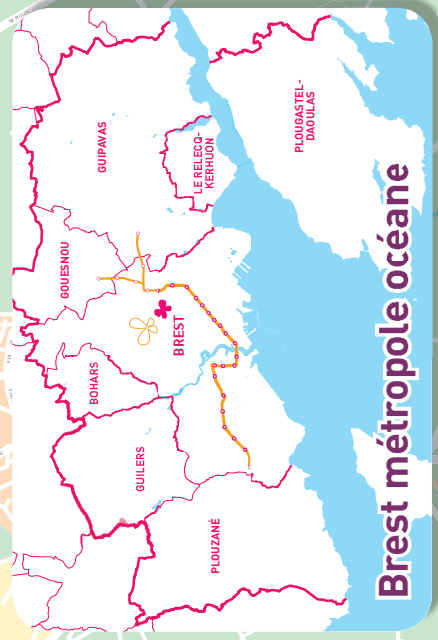 PLOUGASTEL-
DAOULAS
GUIPAVAS
LE RELECQ-
KERHUON
GOUESNOU
BREST
BOHARS
GUILERS
PLOUZANÉ
Brest métropole océane